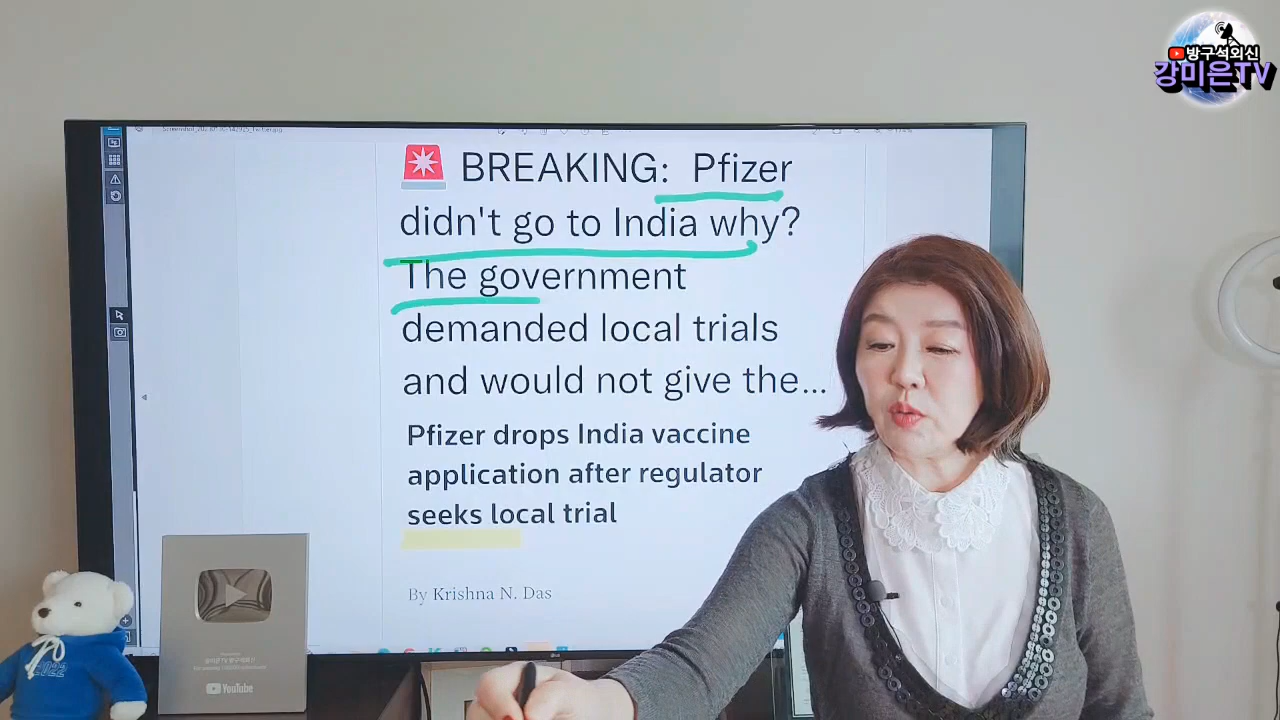 방구석외신
강미은TV
BREAKING: Pfizer
didn't go to India why?
The government
demanded local trials
and would not give the...
Pfizer drops India vaccine
application after regulator
seeks local trial
By Krishna N. Das
YouTube
2022